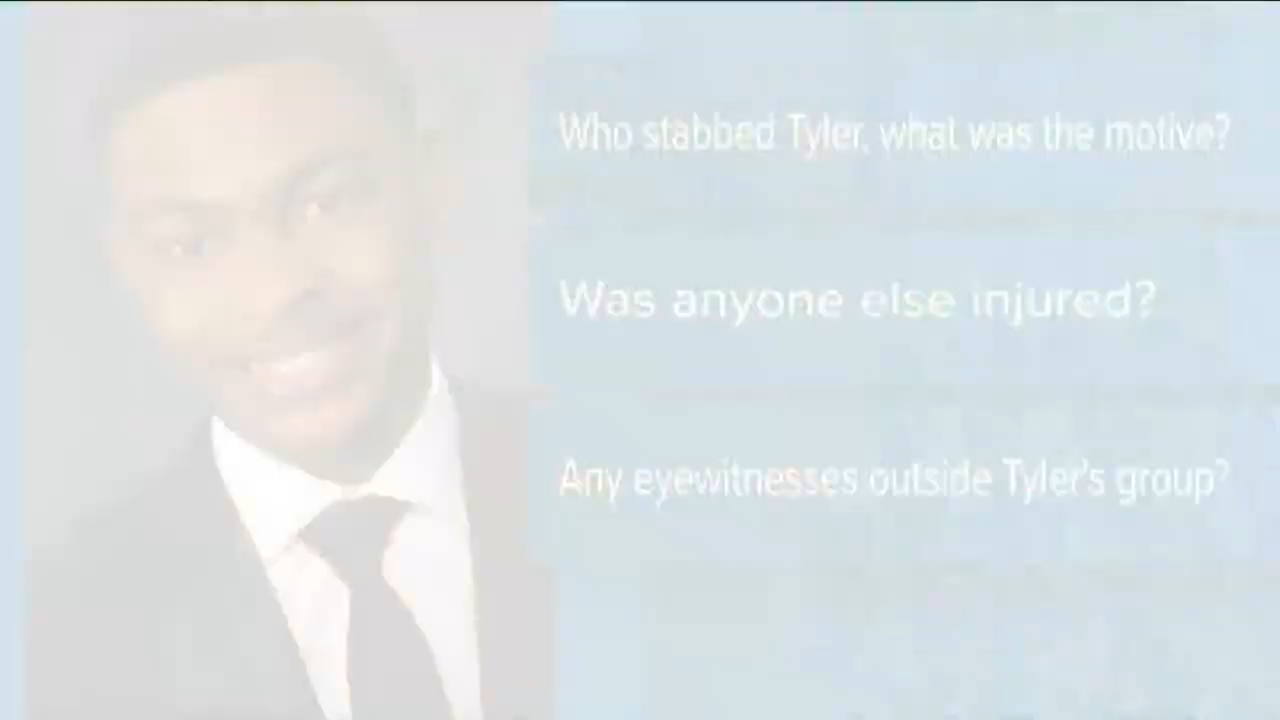 Who stabbed Tyler, what was the motive?
Was anyone else injured?
Any eyewitnesses outside Tyler's group?